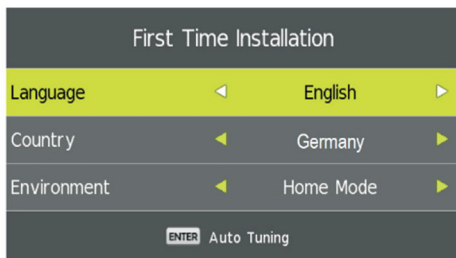 First Time Installation
Language English
Country Germany
Environment Home Mode
ENTER Auto Tuning